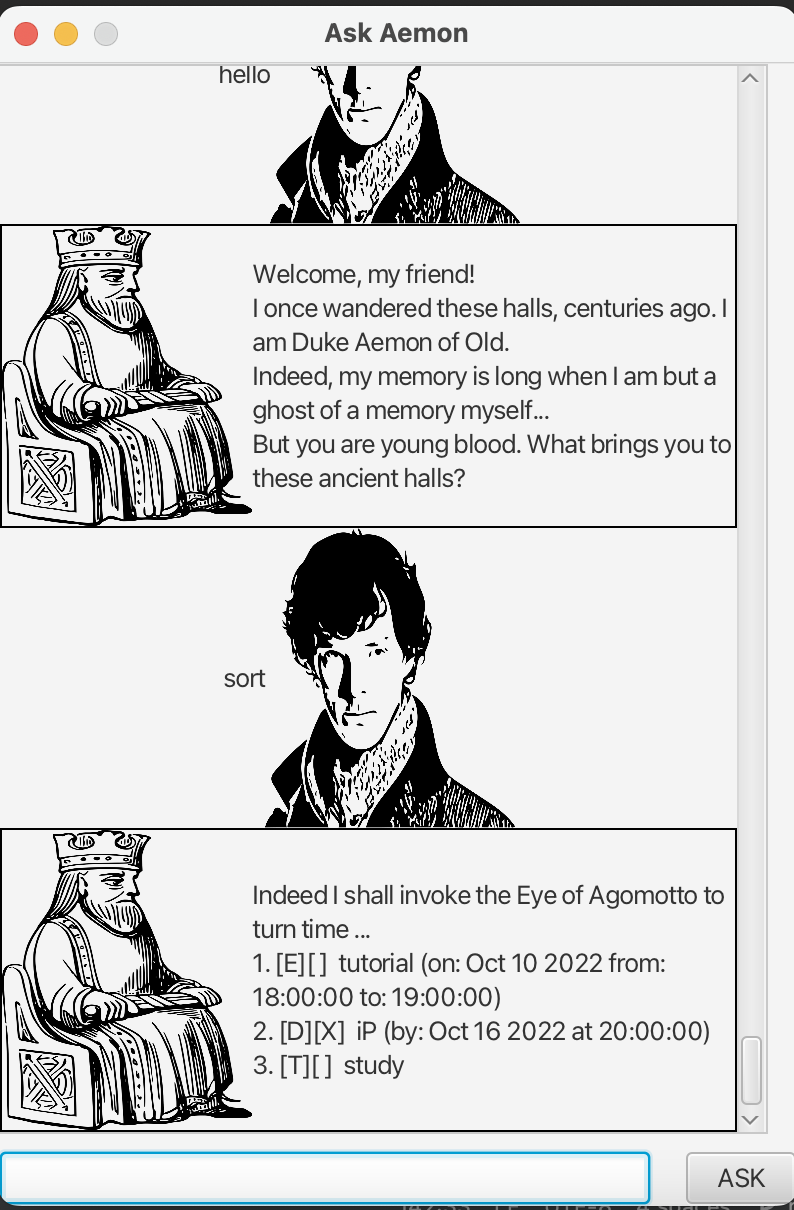 Ask Aemon
hello
Welcome, my friend!
I once wandered these halls, centuries ago. I
am Duke Aemon of Old.
Indeed, my memory is long when I am but a
ghost of a memory myself...
But you are young blood. What brings you to
these ancient halls?
sort
Indeed I shall invoke the Eye of Agomotto to
turn time ...
1. [E][ ]  tutorial (on: Oct 10 2022 from:
18:00:00 to: 19:00:00)
2. [D][X]  iP (by: Oct 16 2022 at 20:00:00)
3. [T][ ]  study
ASK